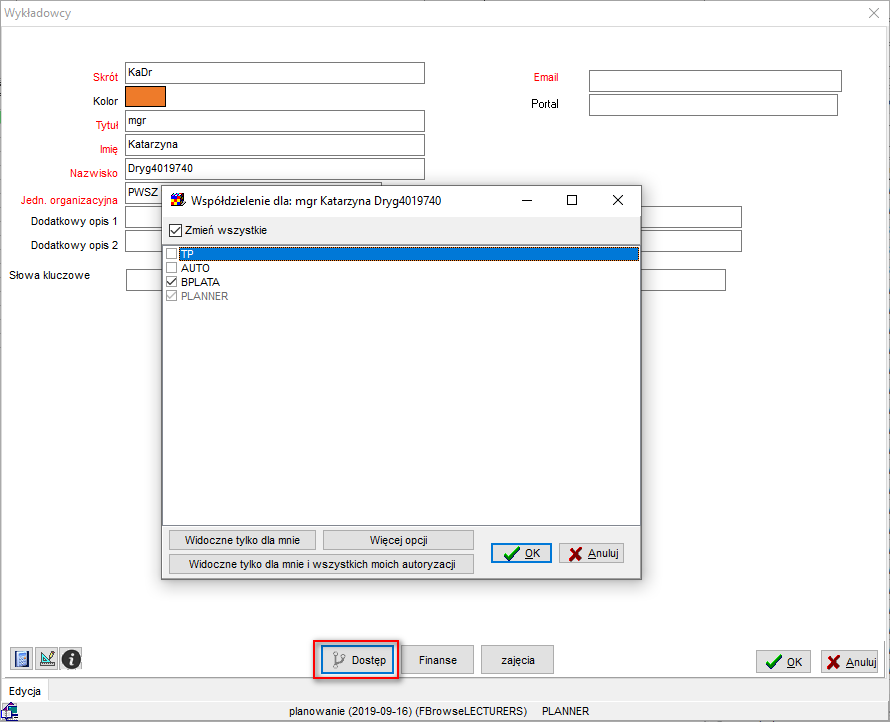 Wykładowcy
Skrót KaDr
Email
Kolor
Portal
Tytuł mgr
Imię Katarzyna
Nazwisko Dryg4019740
Jedn. organizacyjna PWSZ
Dodatkowy opis 1
Dodatkowy opis 2
Słowa kluczowe
Współdzielenie dla: mgr Katarzyna Dryg4019740
Zmień wszystkie
TP
AUTO
BPLATA
PLANNER
Widoczne tylko dla mnie Więcej opcji
OK Anuluj
Widoczne tylko dla mnie i wszystkich moich autoryzacji
Dostęp Finanse zajęcia OK Anuluj
Edycja
planowanie (2019-09-16) (FBrowseLECTURERS) PLANNER